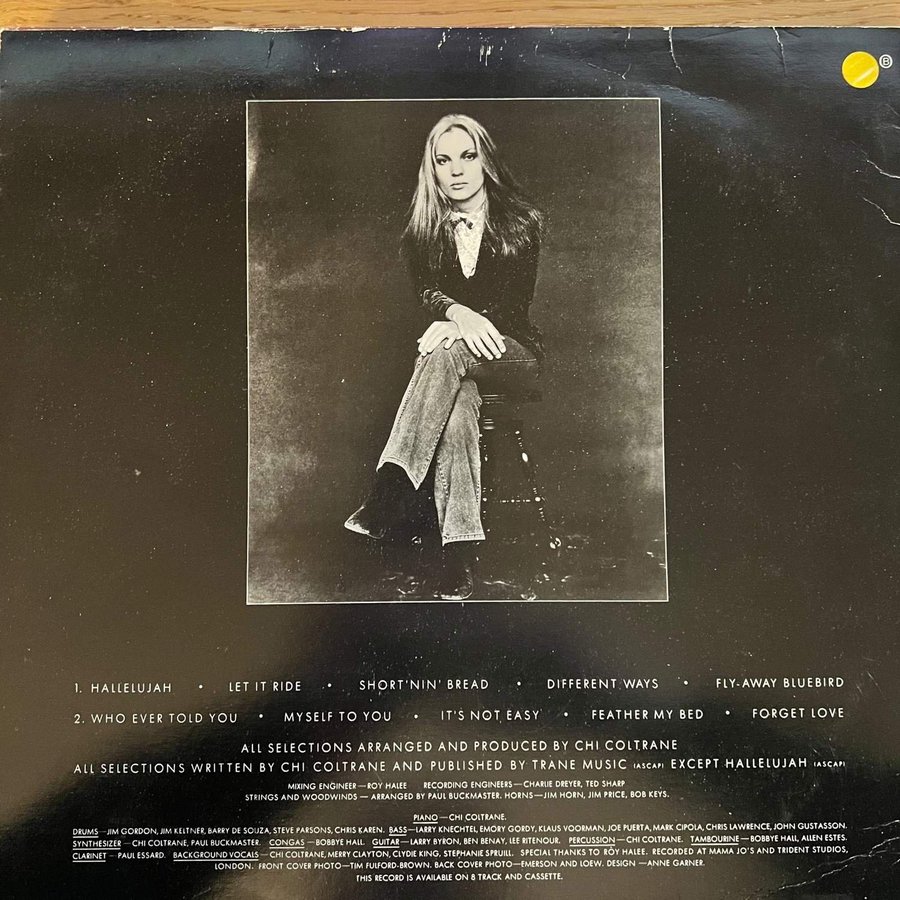 Ⓑ
1. HALLELUJAH • LET IT RIDE • SHORT'NIN' BREAD • DIFFERENT WAYS • FLY-AWAY BLUEBIRD
2. WHO EVER TOLD YOU • MYSELF TO YOU • IT'S NOT EASY • FEATHER MY BED • FORGET LOVE
ALL SELECTIONS ARRANGED AND PRODUCED BY CHI COLTRANE
ALL SELECTIONS WRITTEN BY CHI COLTRANE AND PUBLISHED BY TRANE MUSIC (ASCAP) EXCEPT HALLELUJAH (ASCAP)
MIXING ENGINEER—ROY HALEE RECORDING ENGINEERS—CHARLIE DREYER, TED SHARP
STRINGS AND WOODWINDS — ARRANGED BY PAUL BUCKMASTER. HORNS—JIM HORN, JIM PRICE, BOB KEYS.
PIANO—CHI COLTRANE.
DRUMS—JIM GORDON, JIM KELTNER, BARRY DE SOUZA, STEVE PARSONS, CHRIS KAREN. BASS—LARRY KNECHTEL, EMORY GORDY, KLAUS VOORMAN, JOE PUERTA, MARK CIPOLA, CHRIS LAWRENCE, JOHN GUSTASSON.
SYNTHESIZER — CHI COLTRANE, PAUL BUCKMASTER. CONGAS—BOBBYE HALL. GUITAR—LARRY BYRON, BEN BENAY, LEE RITENOUR. PERCUSSION — CHI COLTRANE. TAMBOURINE—BOBBYE HALL, ALLEN ESTES.
CLARINET — PAUL ESSARD. BACKGROUND VOCALS—CHI COLTRANE, MERRY CLAYTON, CLYDIE KING, STEPHANIE SPRUILL. SPECIAL THANKS TO ROY HALEE. RECORDED AT MAMA JO'S AND TRIDENT STUDIOS,
LONDON. FRONT COVER PHOTO—TIM FULFORD-BROWN. BACK COVER PHOTO—EMERSON AND LOEW. DESIGN —ANNE GARNER.
THIS RECORD IS AVAILABLE ON 8 TRACK AND CASSETTE.